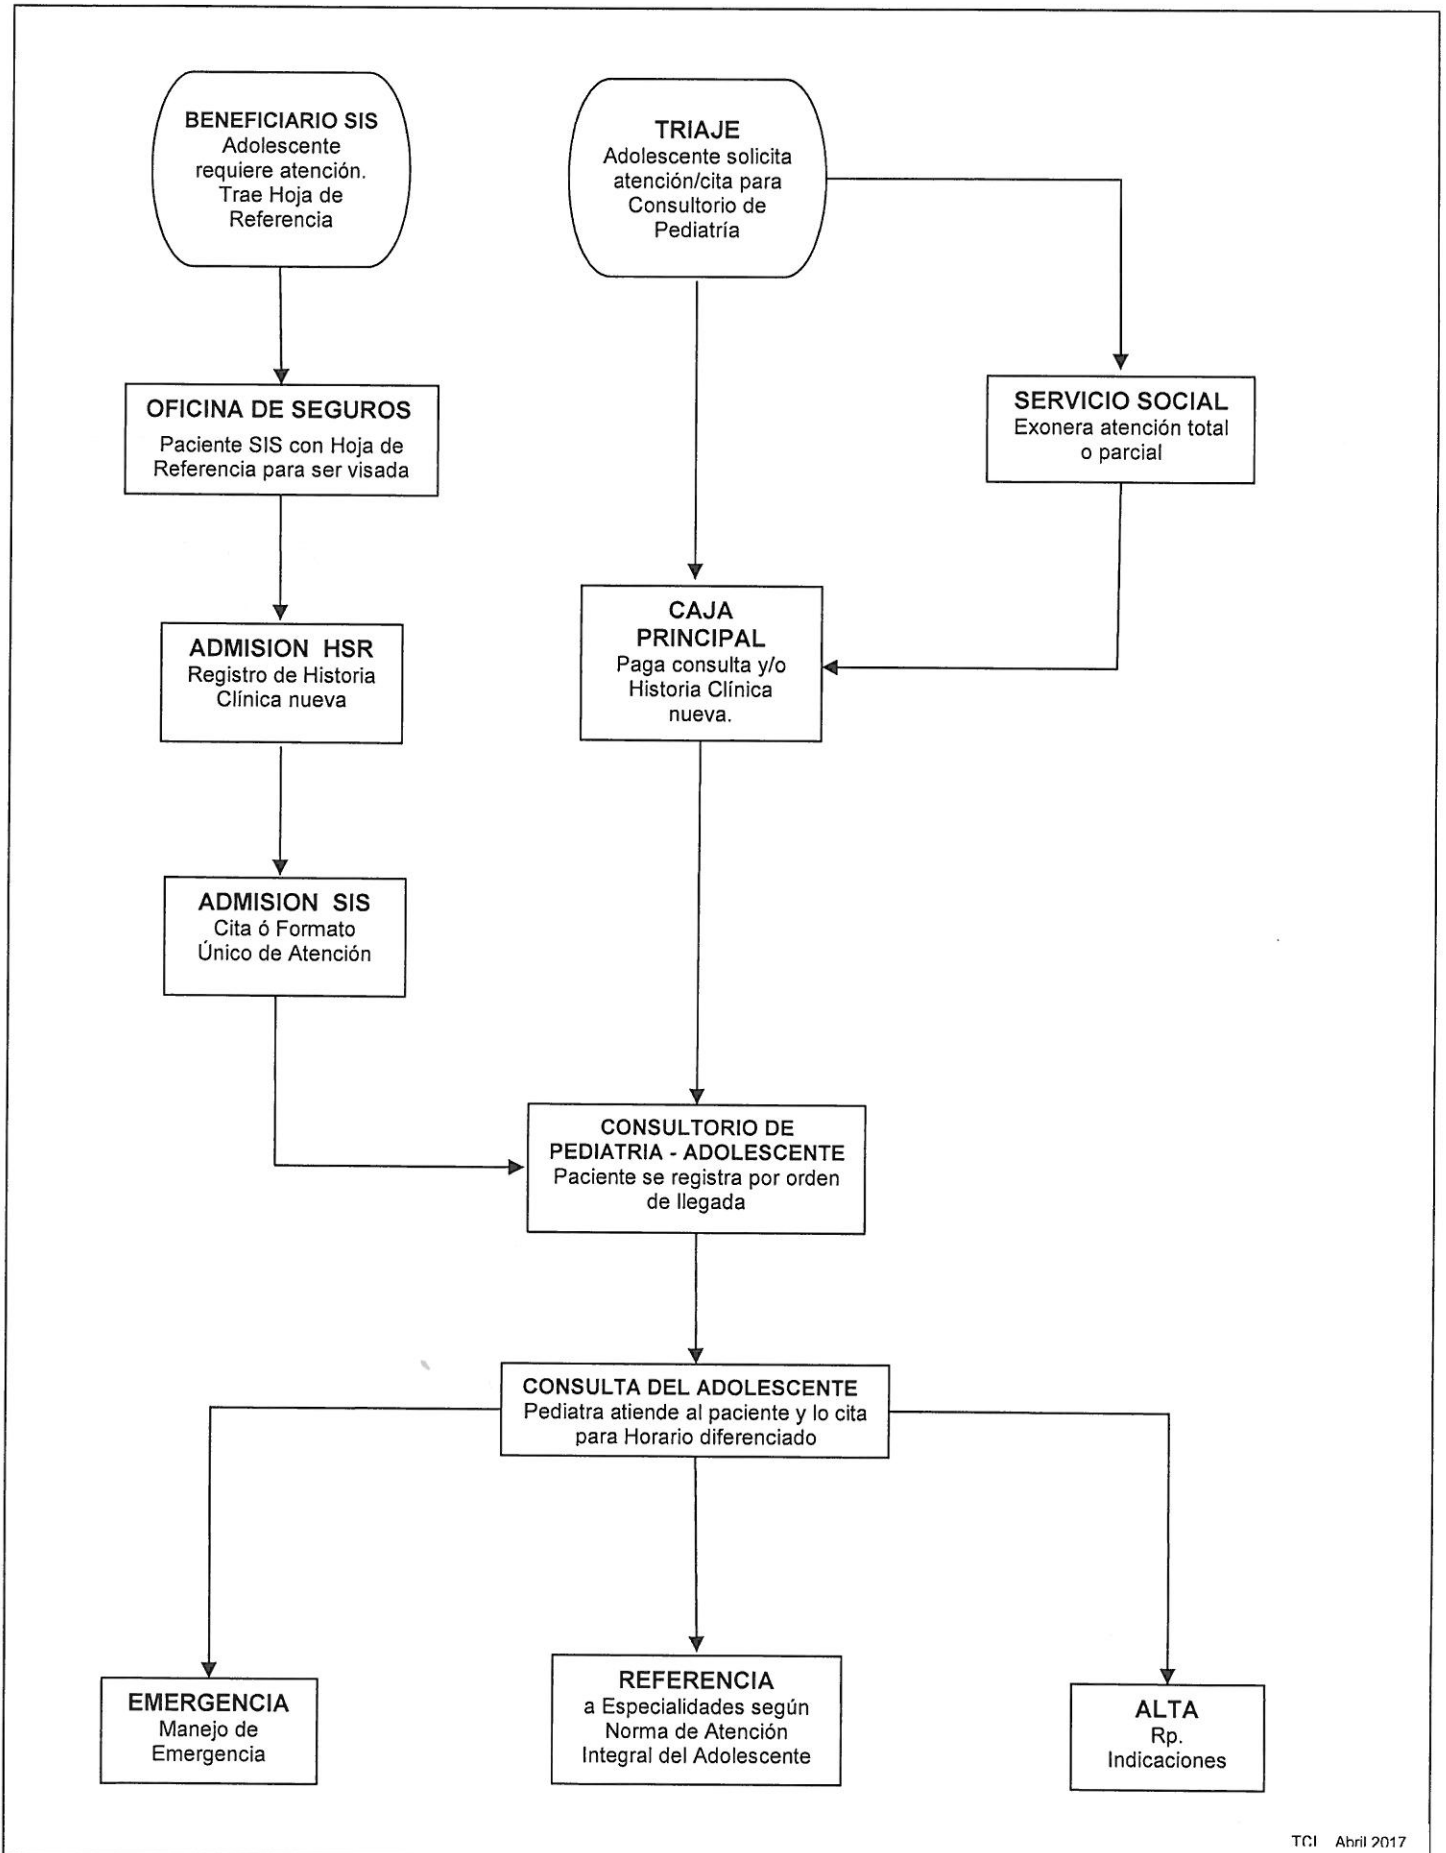 BENEFICIARIO SIS
Adolescente
requiere atención.
Trae Hoja de
Referencia
TRIAJE
Adolescente solicita
atención/cita para
Consultorio de
Pediatría
OFICINA DE SEGUROS
Paciente SIS con Hoja de
Referencia para ser visada
SERVICIO SOCIAL
Exonera atención total
o parcial
ADMISION HSR
Registro de Historia
Clínica nueva
CAJA
PRINCIPAL
Paga consulta y/o
Historia Clínica
nueva.
ADMISION SIS
Cita ó Formato
Único de Atención
CONSULTORIO DE
PEDIATRIA - ADOLESCENTE
Paciente se registra por orden
de llegada
CONSULTA DEL ADOLESCENTE
Pediatra atiende al paciente y lo cita
para Horario diferenciado
EMERGENCIA
Manejo de
Emergencia
REFERENCIA
a Especialidades según
Norma de Atención
Integral del Adolescente
ALTA
Rp.
Indicaciones
Abril 2017